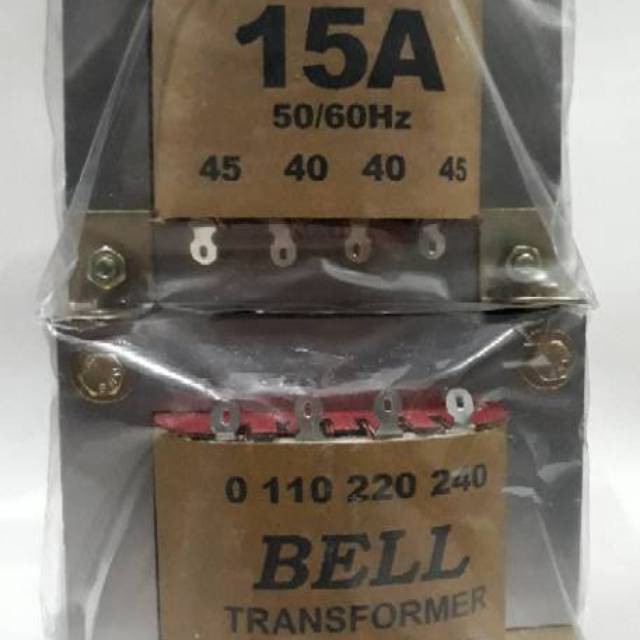 15A
50/60Hz
45 40 40 45
0 110 220 240
BELL
TRANSFORMER